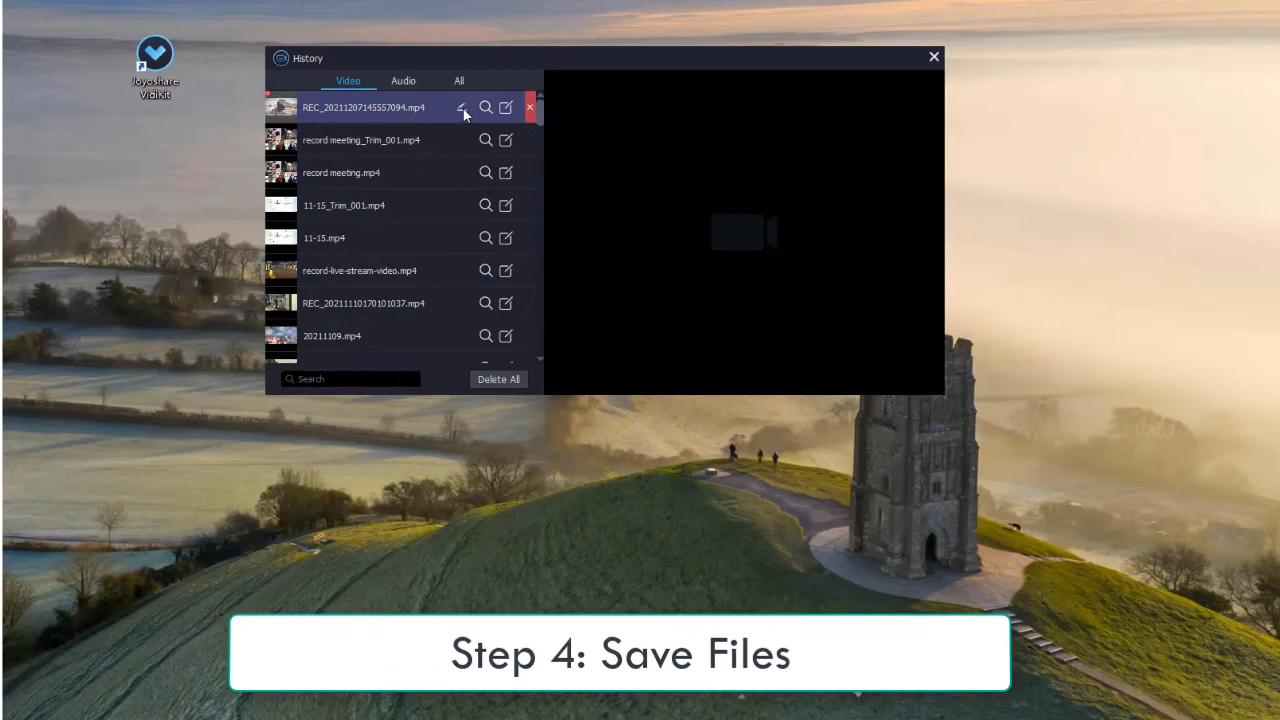 Joyoshare
VidiKit
History
Video Audio All
REC_20211207145557094.mp4
record meeting_Trim_001.mp4
record meeting.mp4
11-15_Trim_001.mp4
11-15.mp4
record-live-stream-video.mp4
REC_20211110170101037.mp4
20211109.mp4
Search
Delete All
Step 4: Save Files